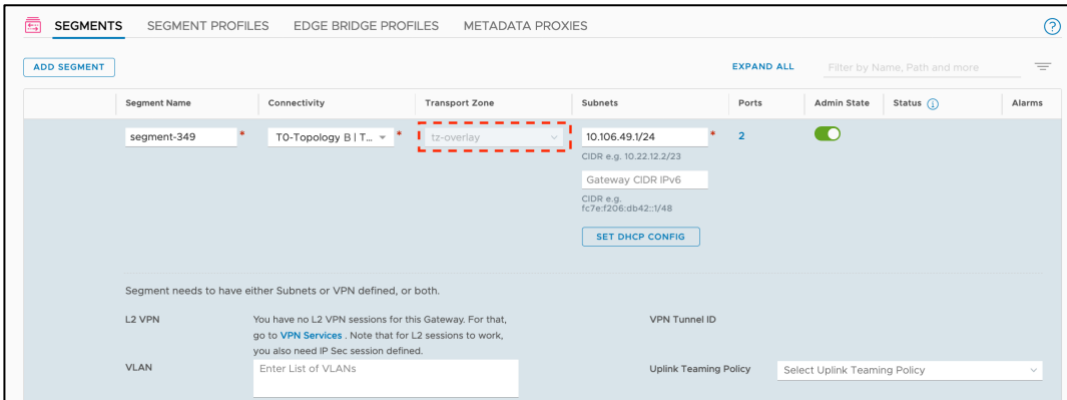 SEGMENTS SEGMENT PROFILES EDGE BRIDGE PROFILES METADATA PROXIES
ADD SEGMENT EXPAND ALL Filter by Name, Path and more
Segment Name Connectivity Transport Zone Subnets Ports Admin State Status Alarms
segment-349 * T0-Topology B | T... * tz-overlay 10.106.49.1/24 * 2
CIDR e.g. 10.22.12.2/23
Gateway CIDR IPv6
CIDR e.g.
fc7e:f206:db42::1/48
SET DHCP CONFIG
Segment needs to have either Subnets or VPN defined, or both.
L2 VPN You have no L2 VPN sessions for this Gateway. For that, VPN Tunnel ID
go to VPN Services . Note that for L2 sessions to work,
you also need IP Sec session defined.
VLAN Enter List of VLANs Uplink Teaming Policy Select Uplink Teaming Policy